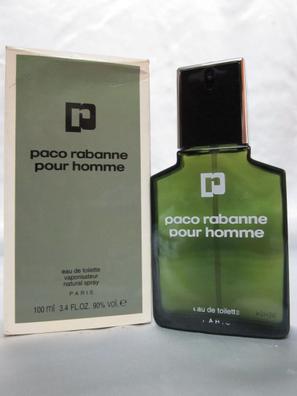 paco rabanne
pour homme
eau de toilette
vaporisateur
natural spray
PARIS
100 ml 3.4 FL.OZ. 90% vol. e
paco rabanne
pour homme
eau de toilette
PARIS